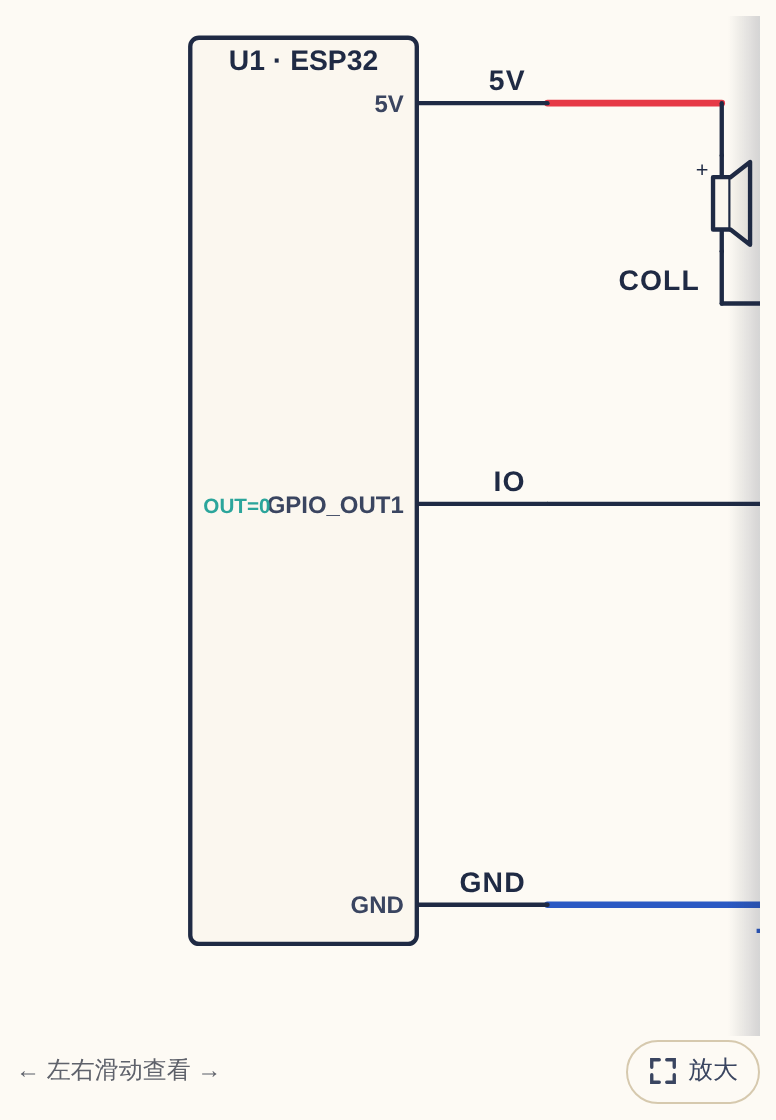 U1 · ESP32
5V
5V
+
COLL
OUT=0
GPIO_OUT1
IO
GND
GND
← 左右滑动查看 →
放大